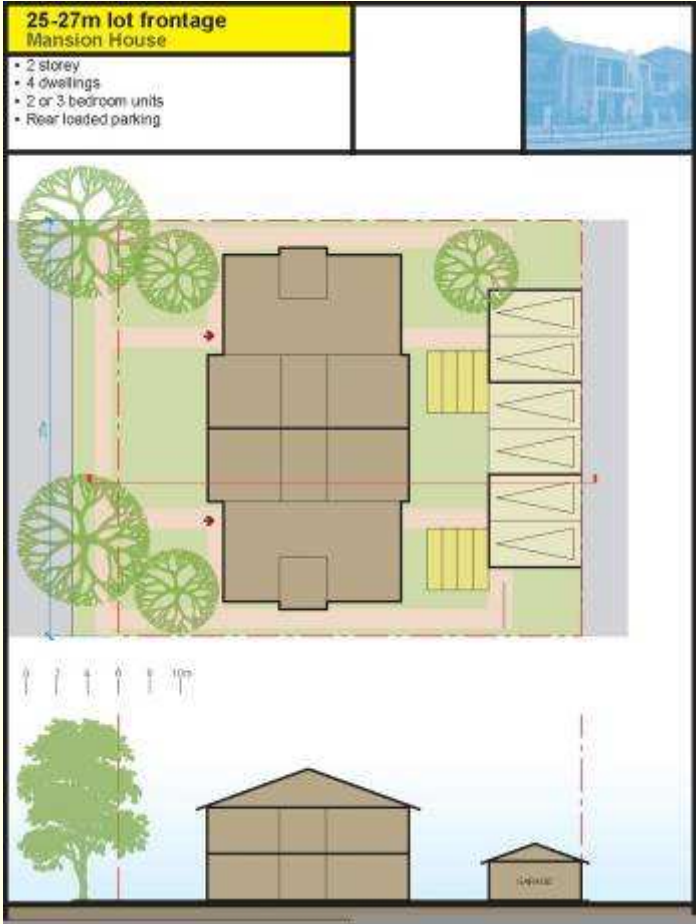 25-27m lot frontage
Mansion House
• 2 storey
• 4 dwellings
• 2 or 3 bedroom units
• Rear loaded parking
0 2 4 6 8 10m
GARAGE